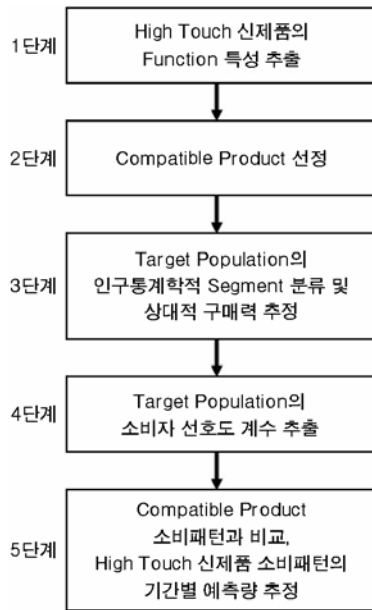 1단계
High Touch 신제품의
Function 특성 추출
2단계
Compatible Product 선정
3단계
Target Population의
인구통계학적 Segment 분류 및
상대적 구매력 추정
4단계
Target Population의
소비자 선호도 계수 추출
5단계
Compatible Product
소비패턴과 비교,
High Touch 신제품 소비패턴의
기간별 예측량 추정